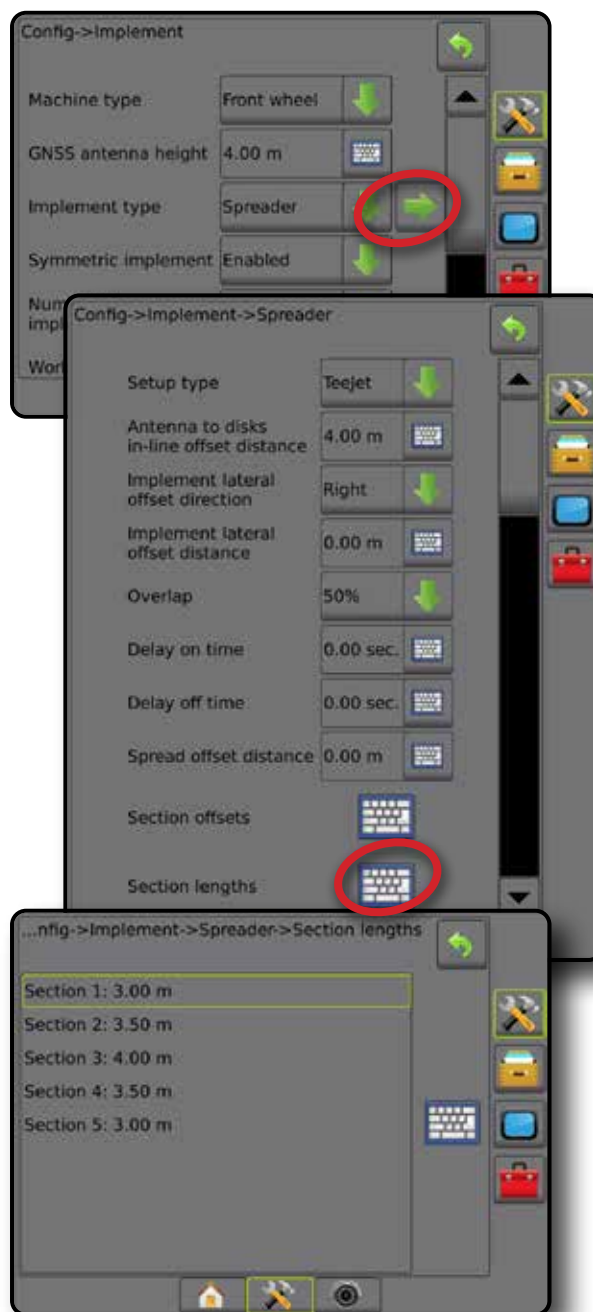 Config->Implement
Machine type Front wheel
GNSS antenna height 4.00 m
Implement type Spreader
Symmetric implement Enabled
Config->Implement->Spreader
Setup type Teejet
Antenna to disks
in-line offset distance 4.00 m
Implement lateral
offset direction Right
Implement lateral
offset distance 0.00 m
Overlap 50%
Delay on time 0.00 sec.
Delay off time 0.00 sec.
Spread offset distance 0.00 m
Section offsets
Section lengths
...nfig->Implement->Spreader->Section lengths
Section 1: 3.00 m
Section 2: 3.50 m
Section 3: 4.00 m
Section 4: 3.50 m
Section 5: 3.00 m